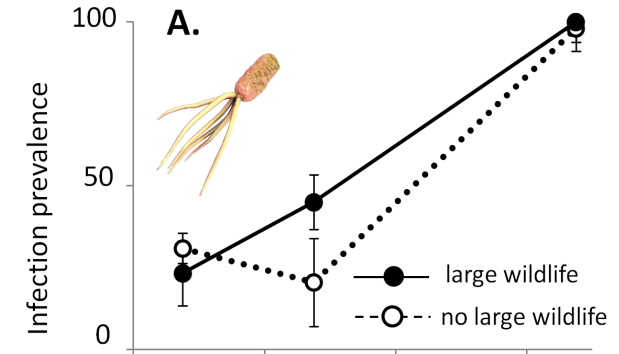 A.
100
50
0
Infection prevalence
large wildlife
no large wildlife